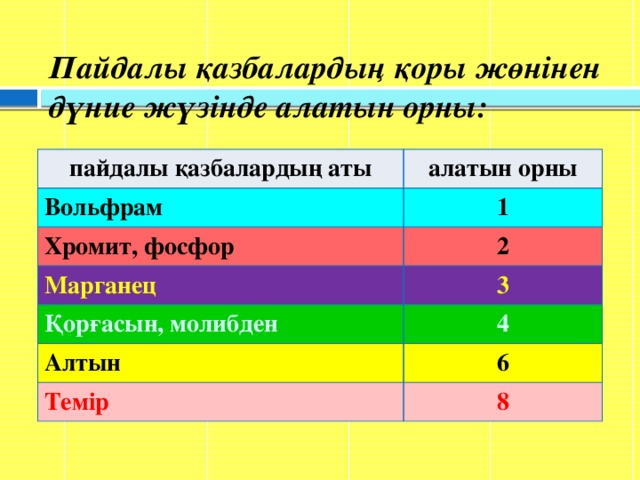 Пайдалы қазбалардың қоры жөнінен
дүние жүзінде алатын орны:
пайдалы қазбалардың аты алатын орны
Вольфрам 1
Хромит, фосфор 2
Марганец 3
Қорғасын, молибден 4
Алтын 6
Темір 8